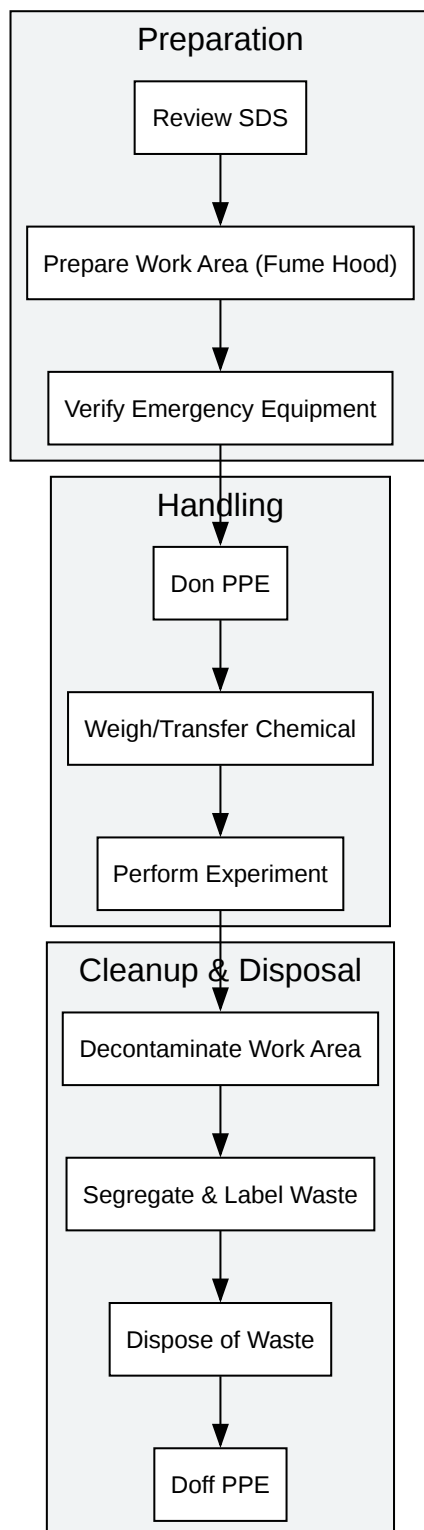 Preparation
Review SDS
Prepare Work Area (Fume Hood)
Verify Emergency Equipment
Handling
Don PPE
Weigh/Transfer Chemical
Perform Experiment
Cleanup & Disposal
Decontaminate Work Area
Segregate & Label Waste
Dispose of Waste
Doff PPE